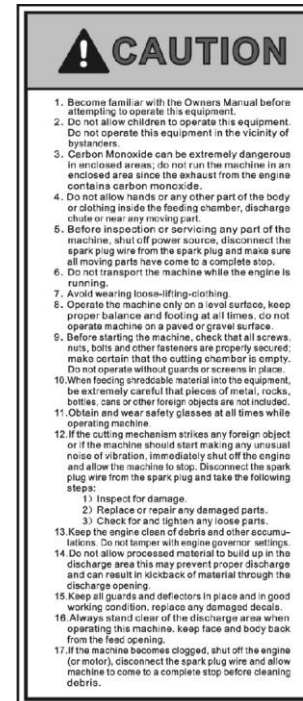 CAUTION
1. Become familiar with the Owners Manual before
attempting to operate this equipment.
2. Do not allow children to operate this equipment.
Do not operate this equipment in the vicinity of
bystanders.
3. Carbon Monoxide can be extremely dangerous
in enclosed areas; do not run the machine in an
enclosed area since the exhaust from the engine
contains carbon monoxide.
4. Do not allow hands or any other part of the body
or clothing inside the feeding chamber, discharge
chute or near any moving part.
5. Before inspection or servicing any part of the
machine, shut off power source, disconnect the
spark plug wire from the spark plug and make sure
all moving parts have come to a complete stop.
6. Do not transport the machine while the engine is
running.
7. Avoid wearing loose-lifting-clothing.
8. Operate the machine only on a level surface, keep
proper balance and footing at all times, do not
operate machine on a paved or gravel surface.
9. Before starting the machine, check that all screws,
nuts, bolts and other fasteners are properly secured;
make certain that the cutting chamber is empty.
Do not operate without guards or screens in place.
10.When feeding shreddable material into the equipment,
be extremely careful that pieces of metal, rocks,
bottles, cans or other foreign objects are not included.
11.Obtain and wear safety glasses at all times while
operating machine.
12.If the cutting mechanism strikes any foreign object
or if the machine should start making any unusual
noise of vibration, immediately shut off the engine
and allow the machine to stop. Disconnect the spark
plug wire from the spark plug and take the following
steps:
1) Inspect for damage.
2) Replace or repair any damaged parts.
3) Check for and tighten any loose parts.
13.Keep the engine clean of debris and other accumu-
lations. Do not tamper with engine governor settings.
14.Do not allow processed material to build up in the
discharge area this may prevent proper discharge
and can result in kickback of material through the
discharge opening.
15.Keep all guards and deflectors in place and in good
working condition. replace any damaged decals.
16.Always stand clear of the discharge area when
operating this machine. keep face and body back
from the feed opening.
17.If the machine becomes clogged, shut off the engine
(or motor), disconnect the spark plug wire and allow
machine to come to a complete stop before cleaning
debris.